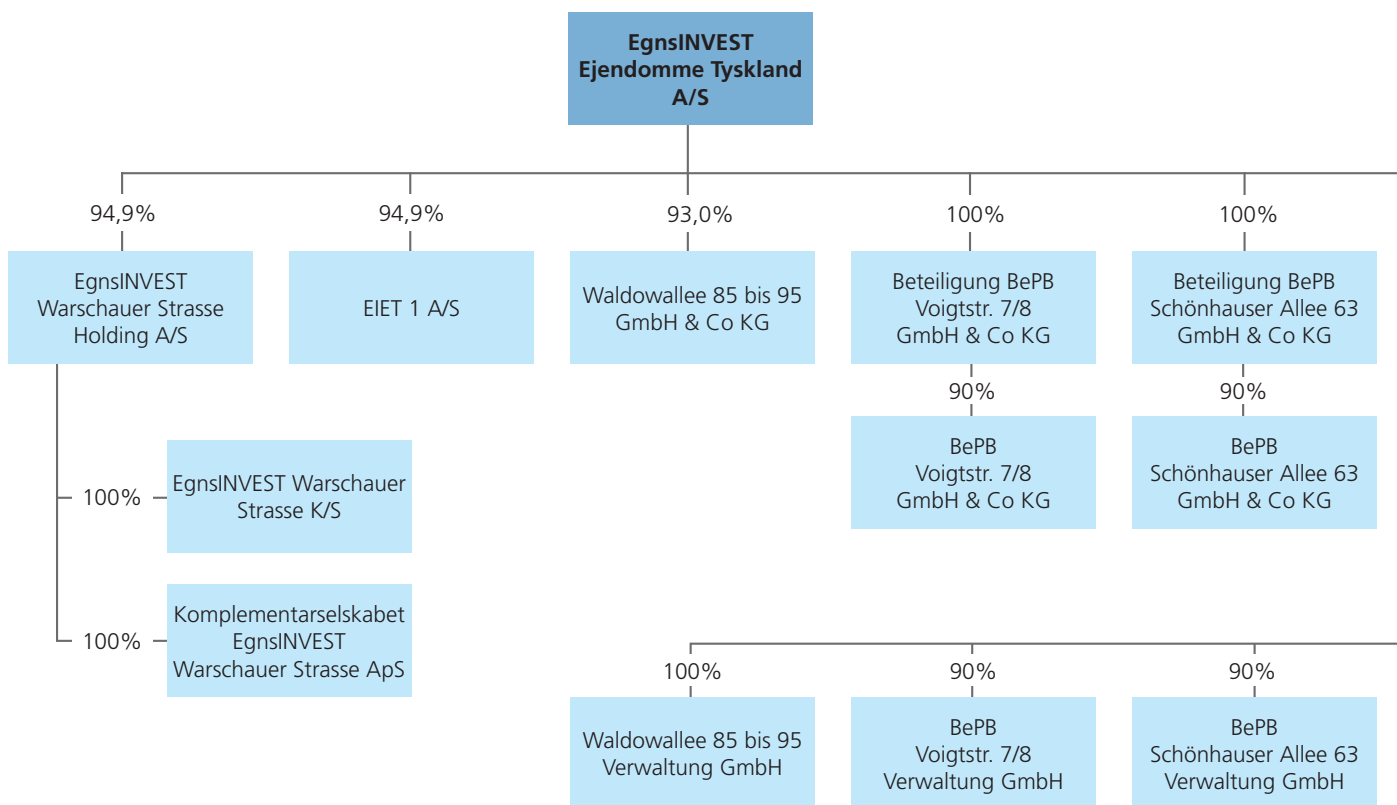 EgnsINVEST
Ejendomme Tyskland
A/S
94,9%
94,9%
93,0%
100%
100%
EgnsINVEST
Warschauer Strasse
Holding A/S
EIET 1 A/S
Waldowallee 85 bis 95
GmbH & Co KG
Beteiligung BePB
Voigtstr. 7/8
GmbH & Co KG
Beteiligung BePB
Schönhauser Allee 63
GmbH & Co KG
90%
90%
BePB
Voigtstr. 7/8
GmbH & Co KG
BePB
Schönhauser Allee 63
GmbH & Co KG
100%
EgnsINVEST Warschauer
Strasse K/S
100%
Komplementarselskabet
EgnsINVEST
Warschauer Strasse ApS
100%
90%
90%
Waldowallee 85 bis 95
Verwaltung GmbH
BePB
Voigtstr. 7/8
Verwaltung GmbH
BePB
Schönhauser Allee 63
Verwaltung GmbH